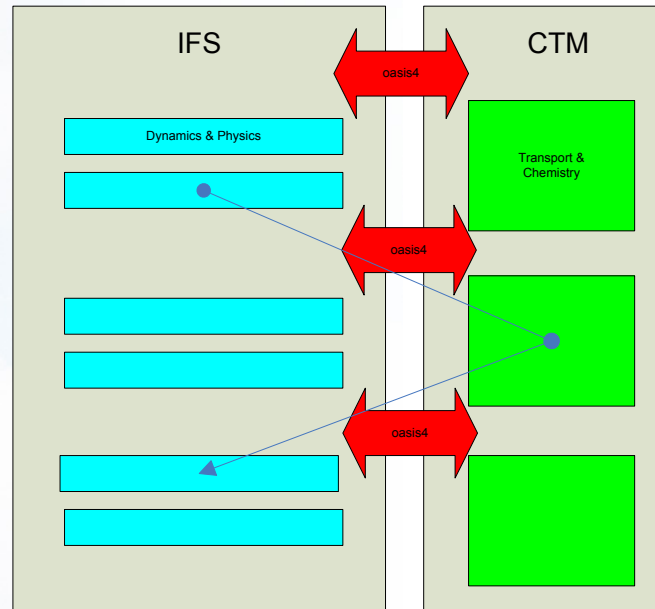 IFS
CTM
oasis4
Dynamics & Physics
Transport &
Chemistry
oasis4
oasis4